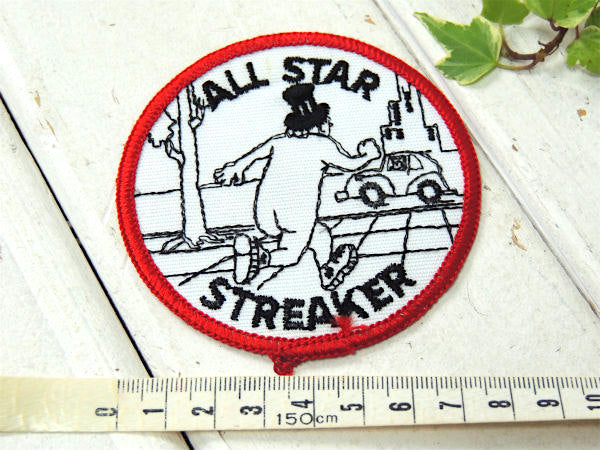 ALL STAR
STREAKER
0 1 2 3 4 5 6 7 8 9 10
150cm